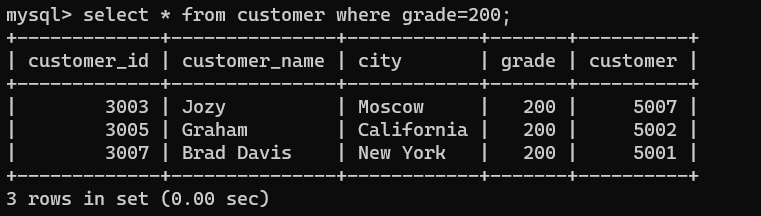 mysql> select * from customer where grade=200;
+-------------+---------------+------------+-------+----------+
| customer_id | customer_name | city       | grade | customer |
+-------------+---------------+------------+-------+----------+
|        3003 | Jozy          | Moscow     |   200 |     5007 |
|        3005 | Graham        | California |   200 |     5002 |
|        3007 | Brad Davis    | New York   |   200 |     5001 |
+-------------+---------------+------------+-------+----------+
3 rows in set (0.00 sec)